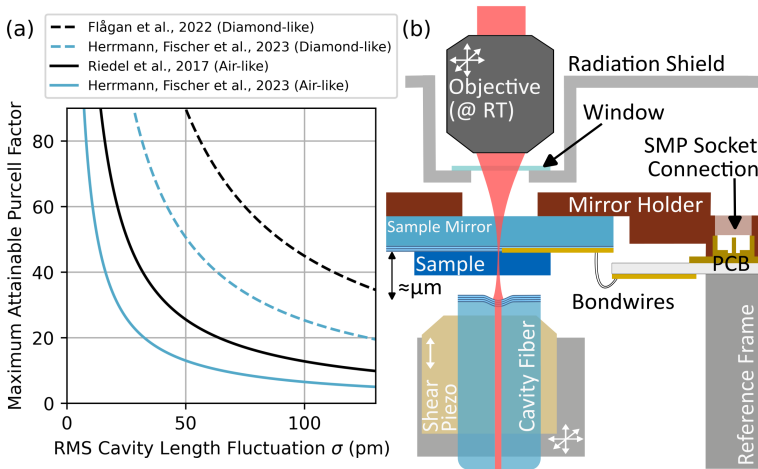 (a)
Flågan et al., 2022 (Diamond-like)
Herrmann, Fischer et al., 2023 (Diamond-like)
Riedel et al., 2017 (Air-like)
Herrmann, Fischer et al., 2023 (Air-like)
Maximum Attainable Purcell Factor
80
60
40
20
0
0
50
100
RMS Cavity Length Fluctuation σ (pm)
(b)
Objective
(@ RT)
Radiation Shield
Window
SMP Socket
Connection
Mirror Holder
Sample Mirror
Sample
PCB
≈μm
Bondwires
Shear
Piezo
Cavity Fiber
Reference Frame